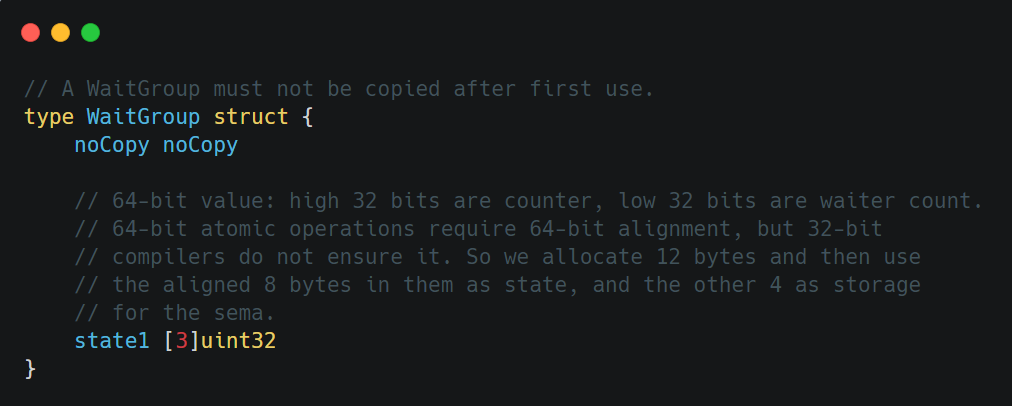 // A WaitGroup must not be copied after first use.
type WaitGroup struct {
    noCopy noCopy

    // 64-bit value: high 32 bits are counter, low 32 bits are waiter count.
    // 64-bit atomic operations require 64-bit alignment, but 32-bit
    // compilers do not ensure it. So we allocate 12 bytes and then use
    // the aligned 8 bytes in them as state, and the other 4 as storage
    // for the sema.
    state1 [3]uint32
}